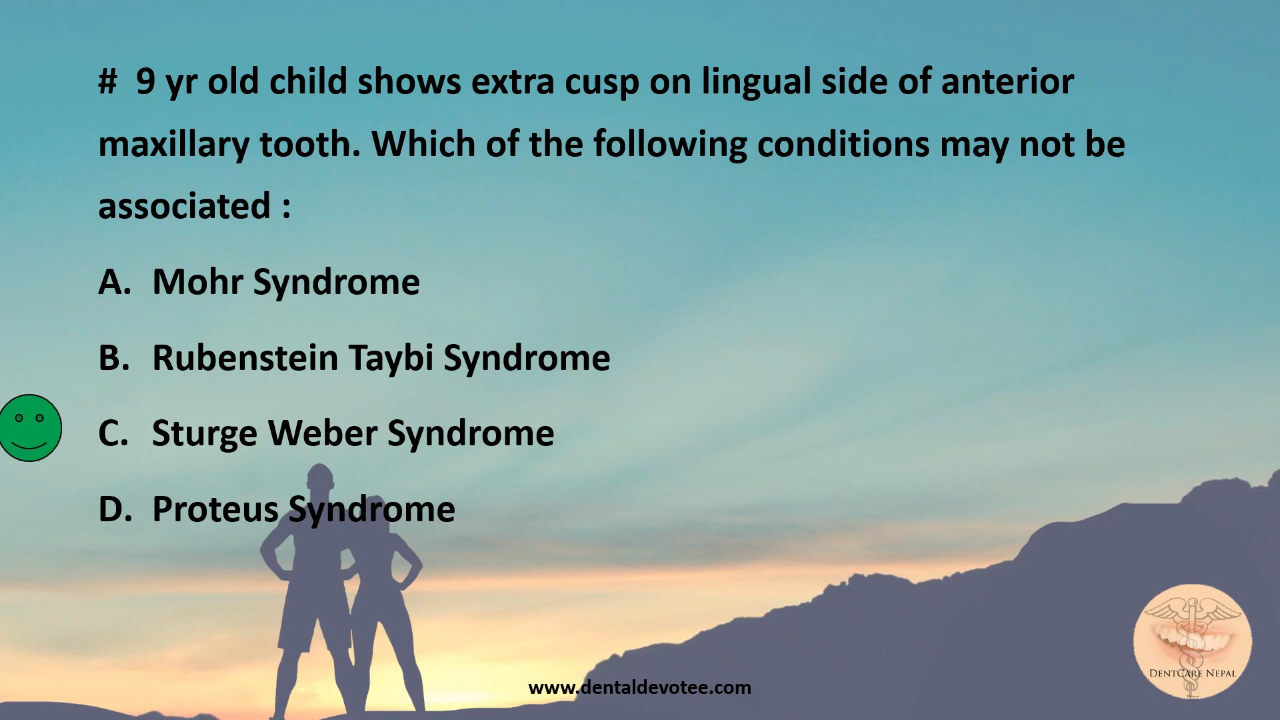 # 9 yr old child shows extra cusp on lingual side of anterior
maxillary tooth. Which of the following conditions may not be
associated :
A. Mohr Syndrome
B. Rubenstein Taybi Syndrome
C. Sturge Weber Syndrome
D. Proteus Syndrome
DENTCARE NEPAL
www.dentaldevotee.com